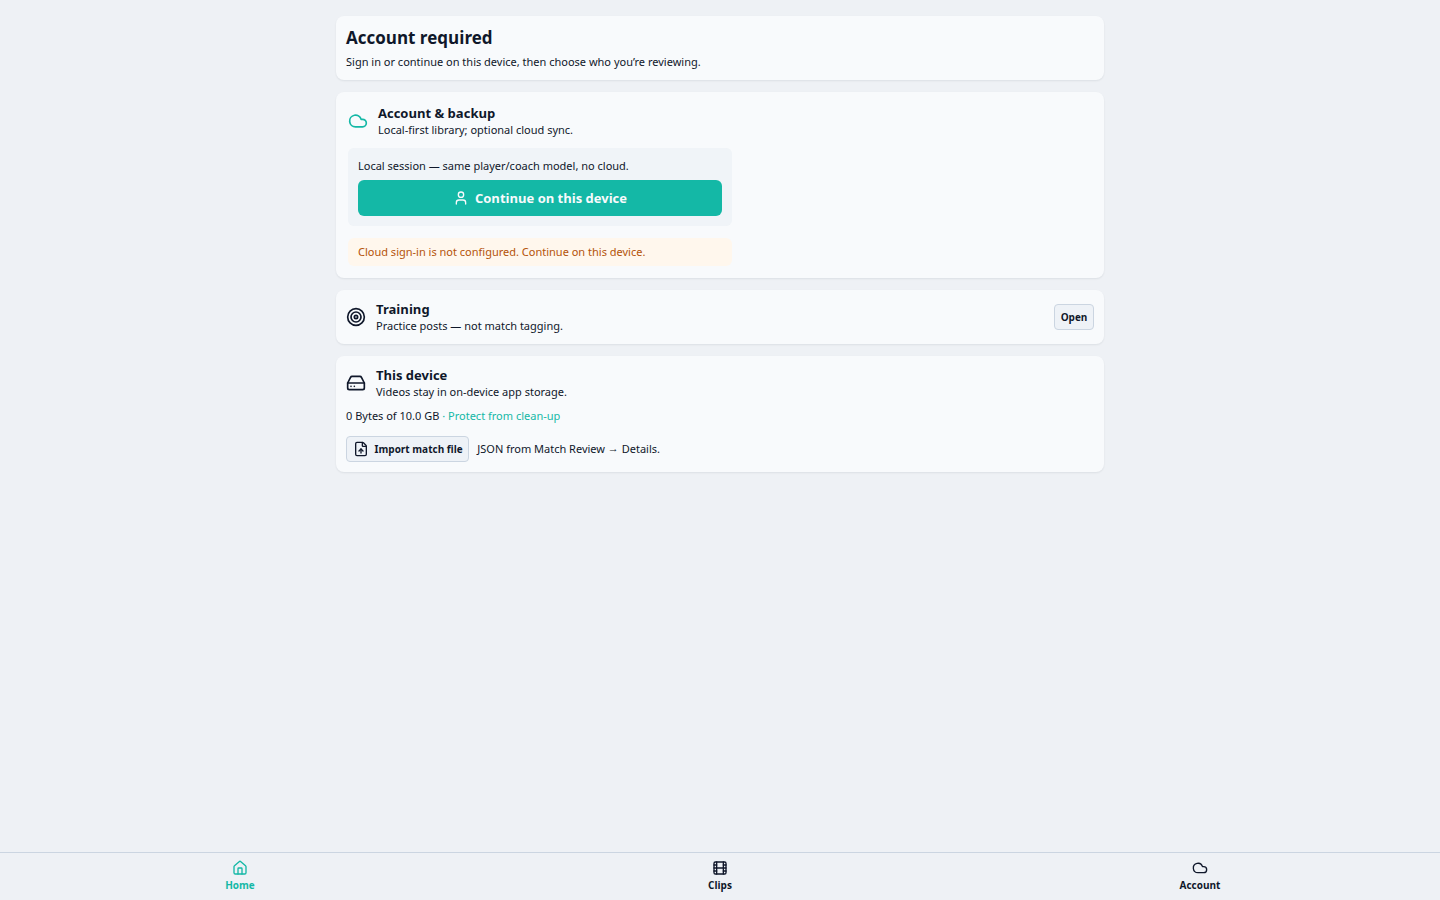 Account required
Sign in or continue on this device, then choose who you’re reviewing.
Account & backup
Local-first library; optional cloud sync.
Local session — same player/coach model, no cloud.
Continue on this device
Cloud sign-in is not configured. Continue on this device.
Training
Practice posts — not match tagging.
Open
This device
Videos stay in on-device app storage.
0 Bytes of 10.0 GB · Protect from clean-up
Import match file JSON from Match Review → Details.
Home Clips Account